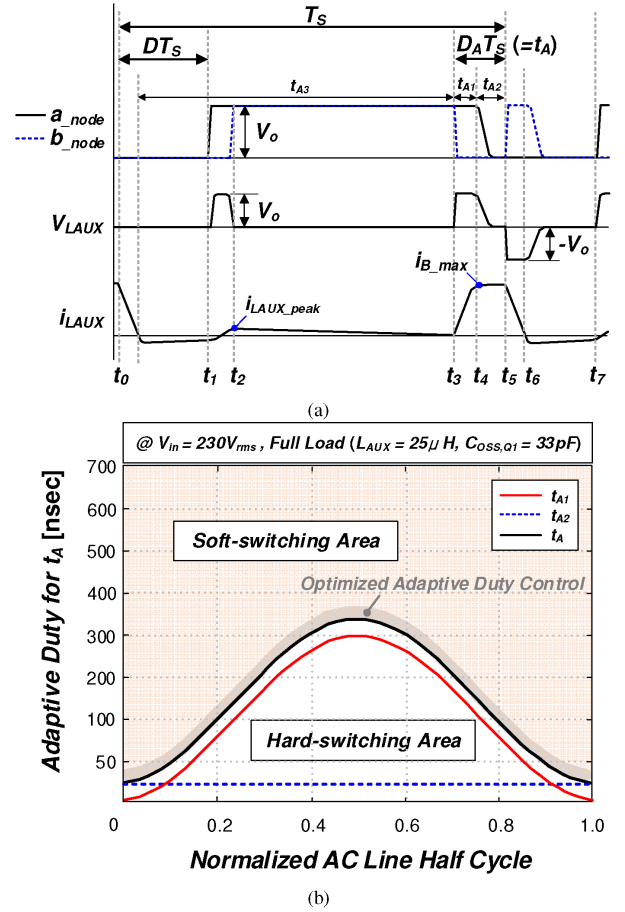 T_S
DT_S
D_AT_S (=t_A)
t_A3
t_A1
t_A2
a_node
b_node
V_o
V_LAUX
V_o
-V_o
i_B_max
i_LAUX
i_LAUX_peak
t_0
t_1
t_2
t_3
t_4
t_5
t_6
t_7
(a)
@ V_in = 230V_rms , Full Load (L_AUX = 25μH, C_OSS,Q1 = 33pF)
700
600
500
400
300
200
100
50
Adaptive Duty for t_A [nsec]
t_A1
t_A2
t_A
Soft-switching Area
Optimized Adaptive Duty Control
Hard-switching Area
0
0.2
0.4
0.6
0.8
1.0
Normalized AC Line Half Cycle
(b)